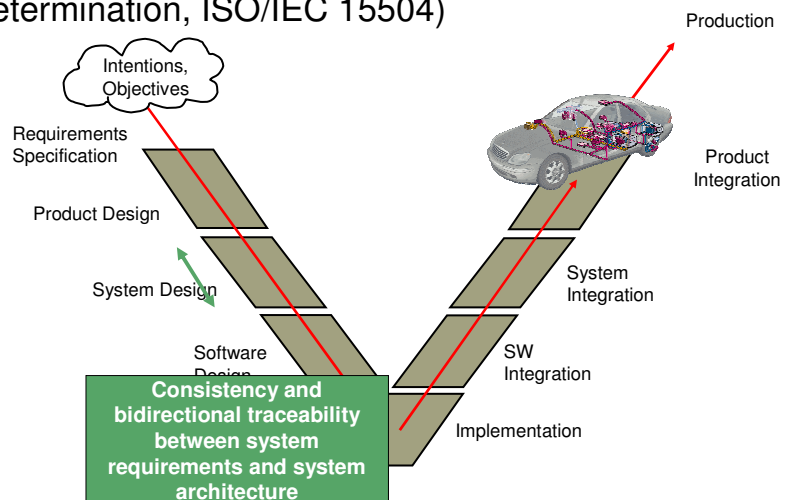 etermination, ISO/IEC 15504)
Production
Intentions,
Objectives
Requirements
Specification
Product
Integration
Product Design
System Design
System
Integration
Software
Design
SW
Integration
Consistency and
bidirectional traceability
between system
requirements and system
architecture
Implementation